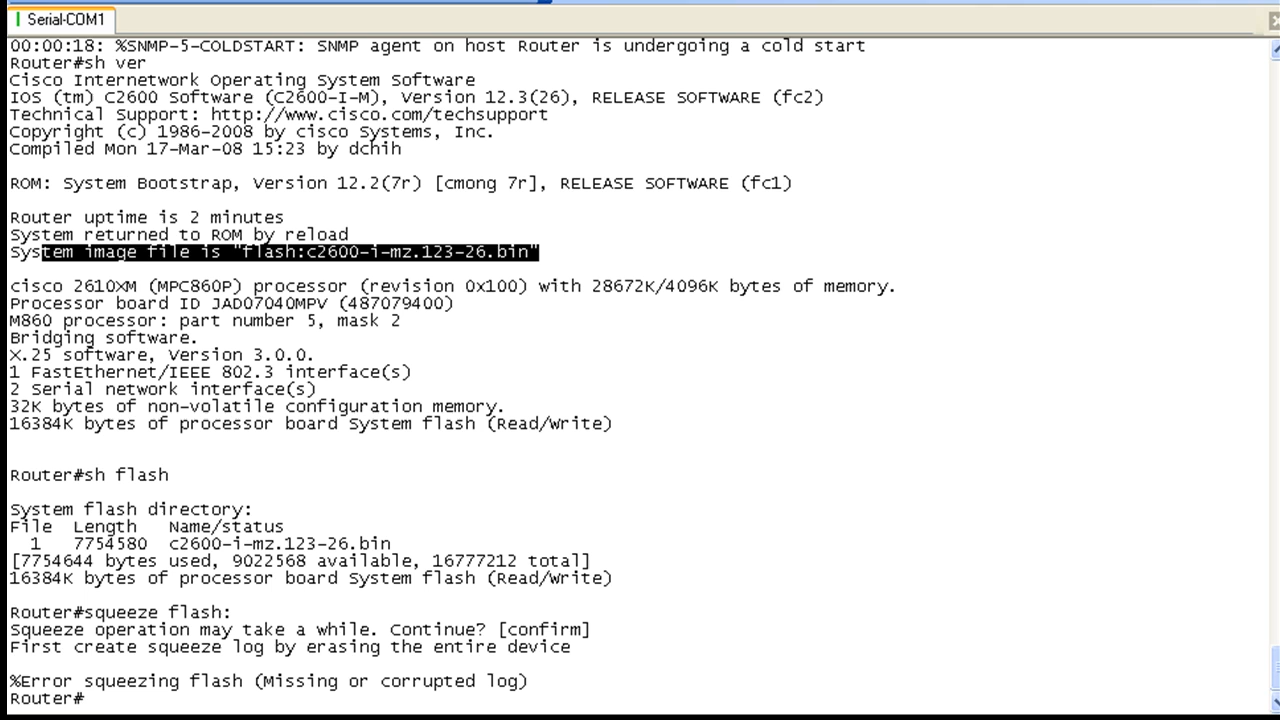 Serial-COM1
00:00:18: %SNMP-5-COLDSTART: SNMP agent on host Router is undergoing a cold start
Router#sh ver
Cisco Internetwork Operating System Software
IOS (tm) C2600 Software (C2600-I-M), Version 12.3(26), RELEASE SOFTWARE (fc2)
Technical Support: http://www.cisco.com/techsupport
Copyright (c) 1986-2008 by cisco Systems, Inc.
Compiled Mon 17-Mar-08 15:23 by dchih
ROM: System Bootstrap, Version 12.2(7r) [cmong 7r], RELEASE SOFTWARE (fc1)
Router uptime is 2 minutes
System returned to ROM by reload
System image file is "flash:c2600-i-mz.123-26.bin"
cisco 2610XM (MPC860P) processor (revision 0x100) with 28672K/4096K bytes of memory.
Processor board ID JAD07040MPV (487079400)
M860 processor: part number 5, mask 2
Bridging software.
X.25 software, Version 3.0.0.
1 FastEthernet/IEEE 802.3 interface(s)
2 Serial network interface(s)
32K bytes of non-volatile configuration memory.
16384K bytes of processor board System flash (Read/Write)
Router#sh flash
System flash directory:
File  Length   Name/status
1   7754580  c2600-i-mz.123-26.bin
[7754644 bytes used, 9022568 available, 16777212 total]
16384K bytes of processor board System flash (Read/Write)
Router#squeeze flash:
Squeeze operation may take a while. Continue? [confirm]
First create squeeze log by erasing the entire device
%Error squeezing flash (Missing or corrupted log)
Router#